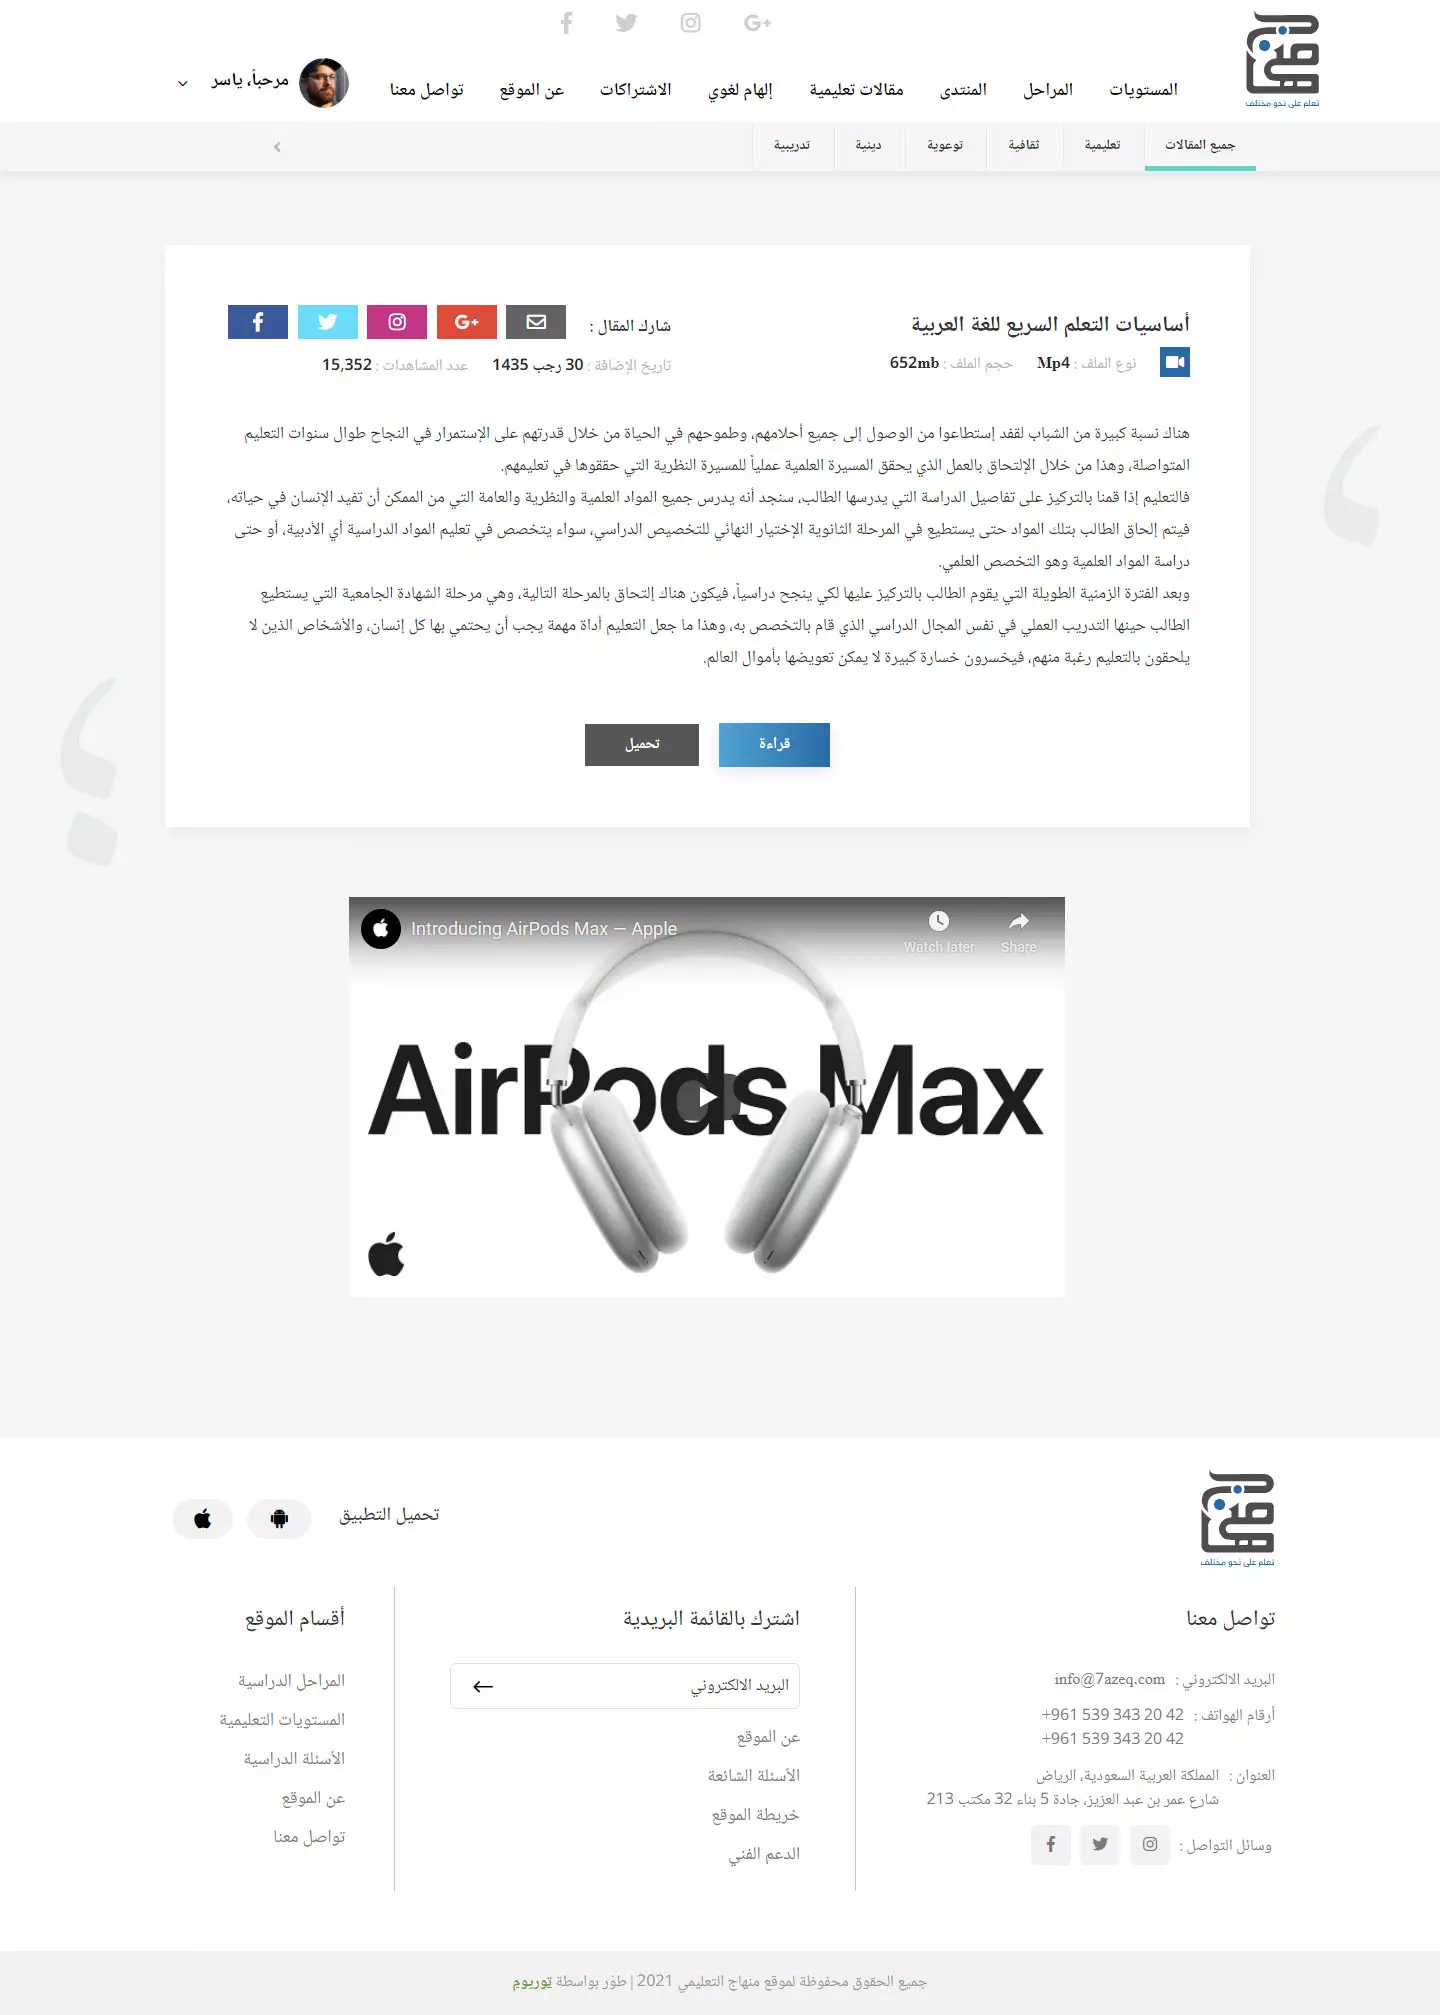 تعلم على نحو مختلف
المستويات
المراحل
المنتدى
مقالات تعليمية
إلهام لغوي
الاشتراكات
عن الموقع
تواصل معنا
مرحباً، ياسر
جميع المقالات
تعليمية
ثقافية
توعوية
دينية
تدريبية
أساسيات التعلم السريع للغة العربية
نوع الملف : Mp4
حجم الملف : 652mb
شارك المقال :
تاريخ الإضافة : 30 رجب 1435
عدد المشاهدات : 15,352
هناك نسبة كبيرة من الشباب لقفد إستطاعوا من الوصول إلى جميع أحلامهم، وطموحهم في الحياة من خلال قدرتهم على الإستمرار في النجاح طوال سنوات التعليم
المتواصلة، وهذا من خلال الإلتحاق بالعمل الذي يحقق المسيرة العلمية عملياً للمسيرة النظرية التي حققوها في تعليمهم.
فالتعليم إذا قمنا بالتركيز على تفاصيل الدراسة التي يدرسها الطالب، سنجد أنه يدرس جميع المواد العلمية والنظرية والعامة التي من الممكن أن تفيد الإنسان في حياته،
فيتم إلحاق الطالب بتلك المواد حتى يستطيع في المرحلة الثانوية الإختيار النهائي للتخصيص الدراسي، سواء يتخصص في تعليم المواد الدراسية أي الأدبية، أو حتى
دراسة المواد العلمية وهو التخصص العلمي.
وبعد الفترة الزمنية الطويلة التي يقوم الطالب بالتركيز عليها لكي ينجح دراسياً، فيكون هناك إلتحاق بالمرحلة التالية، وهي مرحلة الشهادة الجامعية التي يستطيع
الطالب حينها التدريب العملي في نفس المجال الدراسي الذي قام بالتخصص به، وهذا ما جعل التعليم أداة مهمة يجب أن يحتمي بها كل إنسان، والأشخاص الذين لا
يلحقون بالتعليم رغبة منهم، فيخسرون خسارة كبيرة لا يمكن تعويضها بأموال العالم.
قراءة
تحميل
Introducing AirPods Max — Apple
Watch later
Share
AirPods Max
تعلم على نحو مختلف
تحميل التطبيق
تواصل معنا
البريد الالكتروني : info@7azeq.com
أرقام الهواتف : +961 539 343 20 42
+961 539 343 20 42
العنوان : المملكة العربية السعودية، الرياض
شارع عمر بن عبد العزيز، جادة 5 بناء 32 مكتب 213
وسائل التواصل :
اشترك بالقائمة البريدية
البريد الالكتروني
عن الموقع
الأسئلة الشائعة
خريطة الموقع
الدعم الفني
أقسام الموقع
المراحل الدراسية
المستويات التعليمية
الأسئلة الدراسية
عن الموقع
تواصل معنا
جميع الحقوق محفوظة لموقع منهاج التعليمي 2021 | طوّر بواسطة توريوم